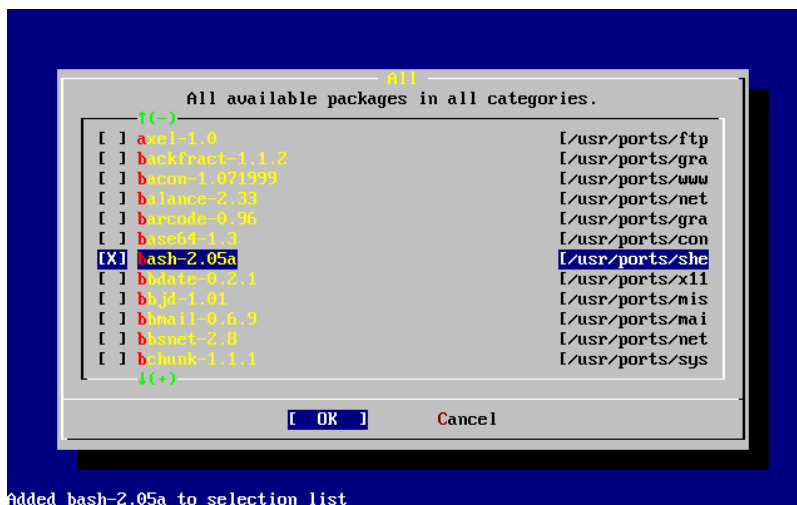 All
All available packages in all categories.
↑(-)
[ ] axel-1.0 [/usr/ports/ftp
[ ] backfract-1.1.2 [/usr/ports/gra
[ ] bacon-1.071999 [/usr/ports/www
[ ] balance-2.33 [/usr/ports/net
[ ] barcode-0.96 [/usr/ports/gra
[ ] base64-1.3 [/usr/ports/con
[X] bash-2.05a [/usr/ports/she
[ ] bbdate-0.2.1 [/usr/ports/x11
[ ] bbjd-1.01 [/usr/ports/mis
[ ] bbmail-0.6.9 [/usr/ports/mai
[ ] bbsnet-2.8 [/usr/ports/net
[ ] bchunk-1.1.1 [/usr/ports/sys
↓(+)
[ OK ] Cancel
Added bash-2.05a to selection list